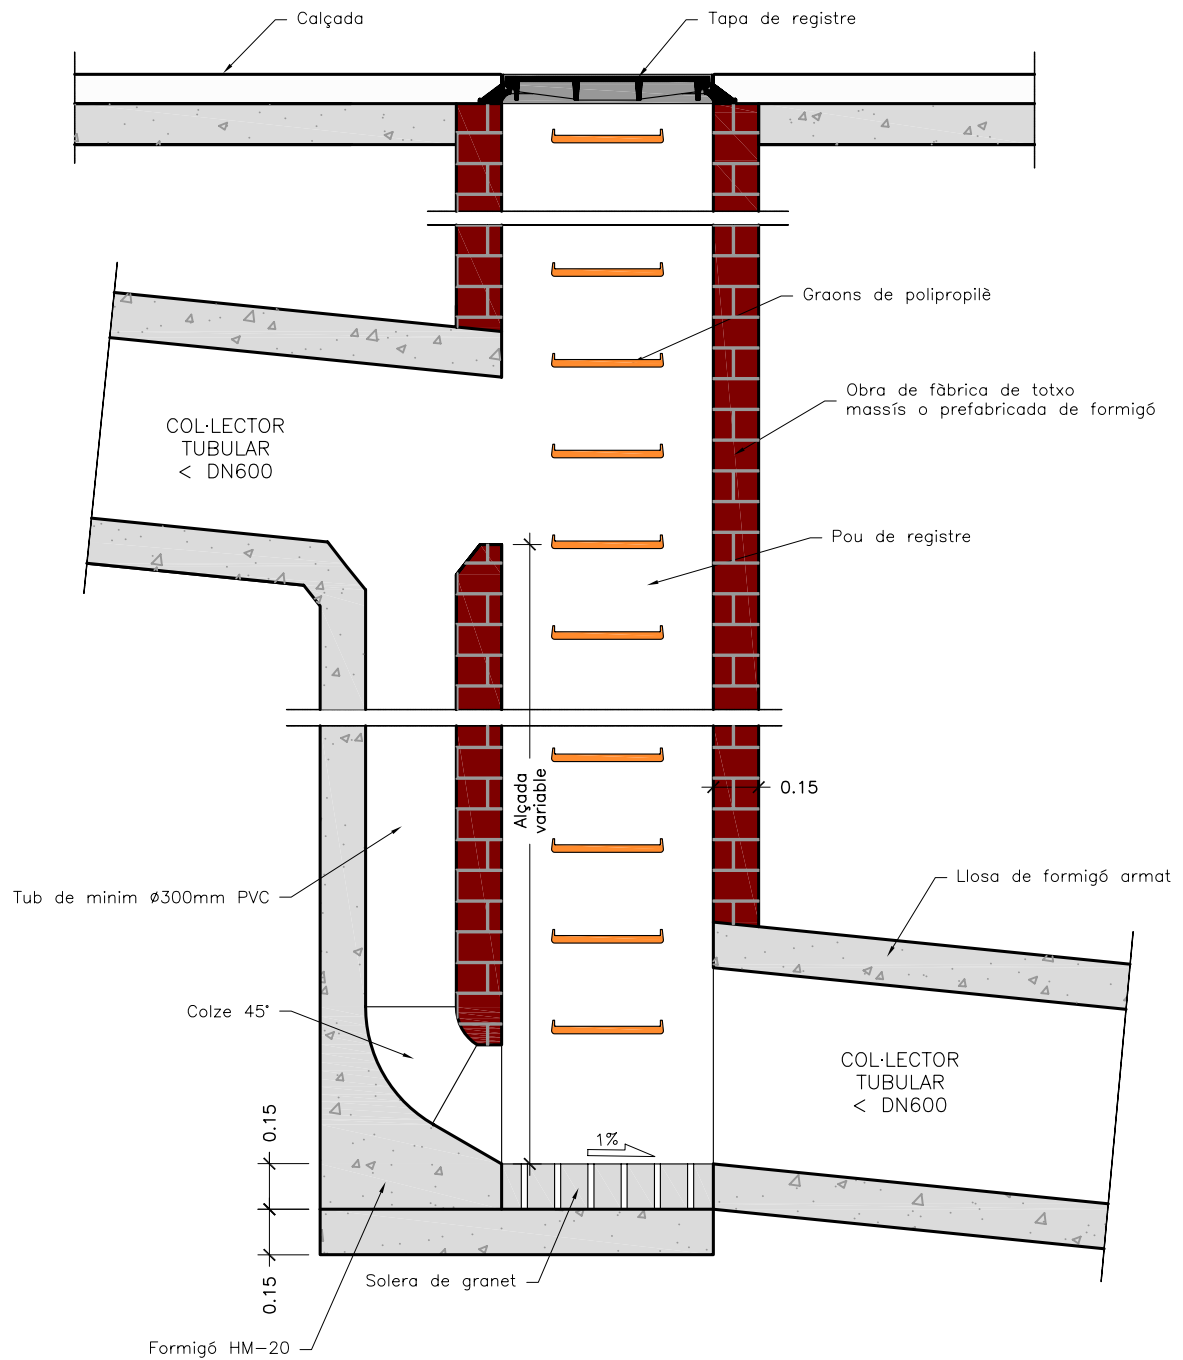 Calçada
Tapa de registre
Graons de polipropilè
Obra de fàbrica de totxo
massís o prefabricada de formigó
COL·LECTOR
TUBULAR
< DN600
Pou de registre
Alçada
variable
0.15
Llosa de formigó armat
Tub de minim Ø300mm PVC
Colze 45°
COL·LECTOR
TUBULAR
< DN600
0.15
1%
0.15
Solera de granet
Formigó HM-20